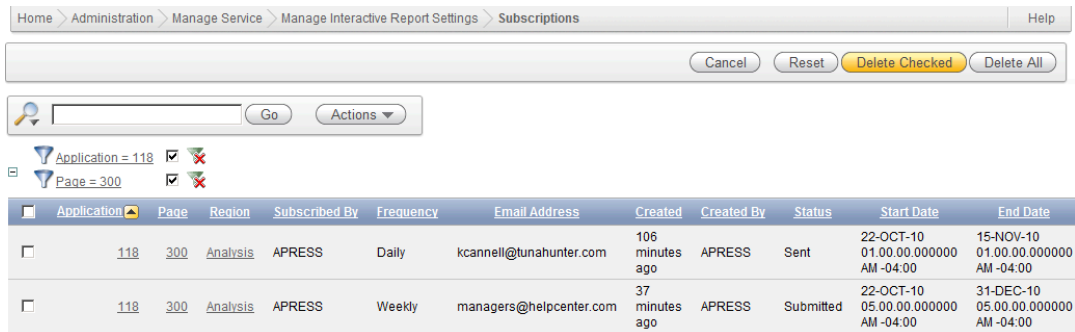 Home Administration Manage Service Manage Interactive Report Settings Subscriptions Help
Cancel Reset Delete Checked Delete All
Go Actions
Application = 118
Page = 300
Application Page Region Subscribed By Frequency Email Address Created Created By Status Start Date End Date
118 300 Analysis APRESS Daily kcannell@tunahunter.com 106 minutes ago APRESS Sent 22-OCT-10 01.00.00.000000 AM -04:00 15-NOV-10 01.00.00.000000 AM -04:00
118 300 Analysis APRESS Weekly managers@helpcenter.com 37 minutes ago APRESS Submitted 22-OCT-10 05.00.00.000000 AM -04:00 31-DEC-10 05.00.00.000000 AM -04:00